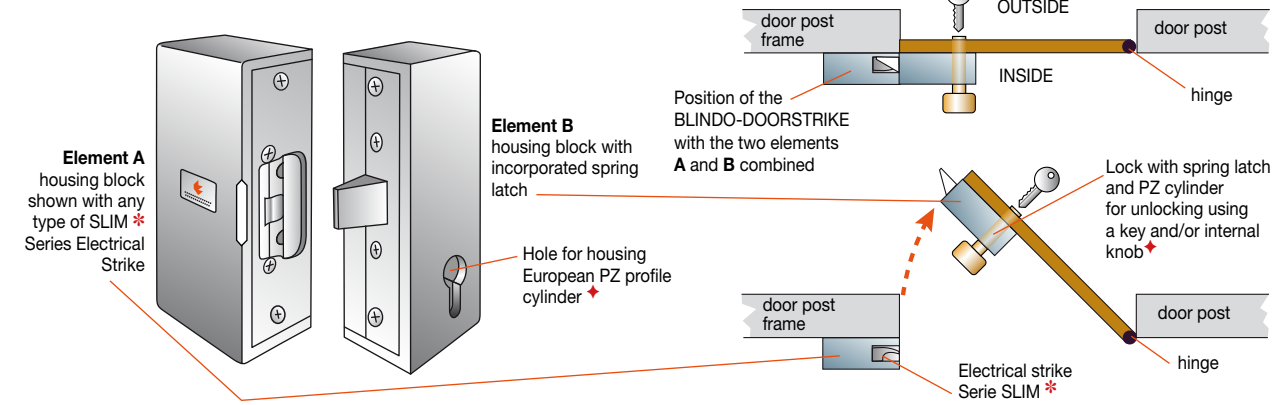 Element A
housing block
shown with any
type of SLIM *
Series Electrical
Strike
Element B
housing block with
incorporated spring
latch
Hole for housing
European PZ profile
cylinder ✦
door post
frame
OUTSIDE
door post
INSIDE
hinge
Position of the
BLINDO-DOORSTRIKE
with the two elements
A and B combined
Lock with spring latch
and PZ cylinder
for unlocking using
a key and/or internal
knob✦
door post
frame
door post
hinge
Electrical strike
Serie SLIM *